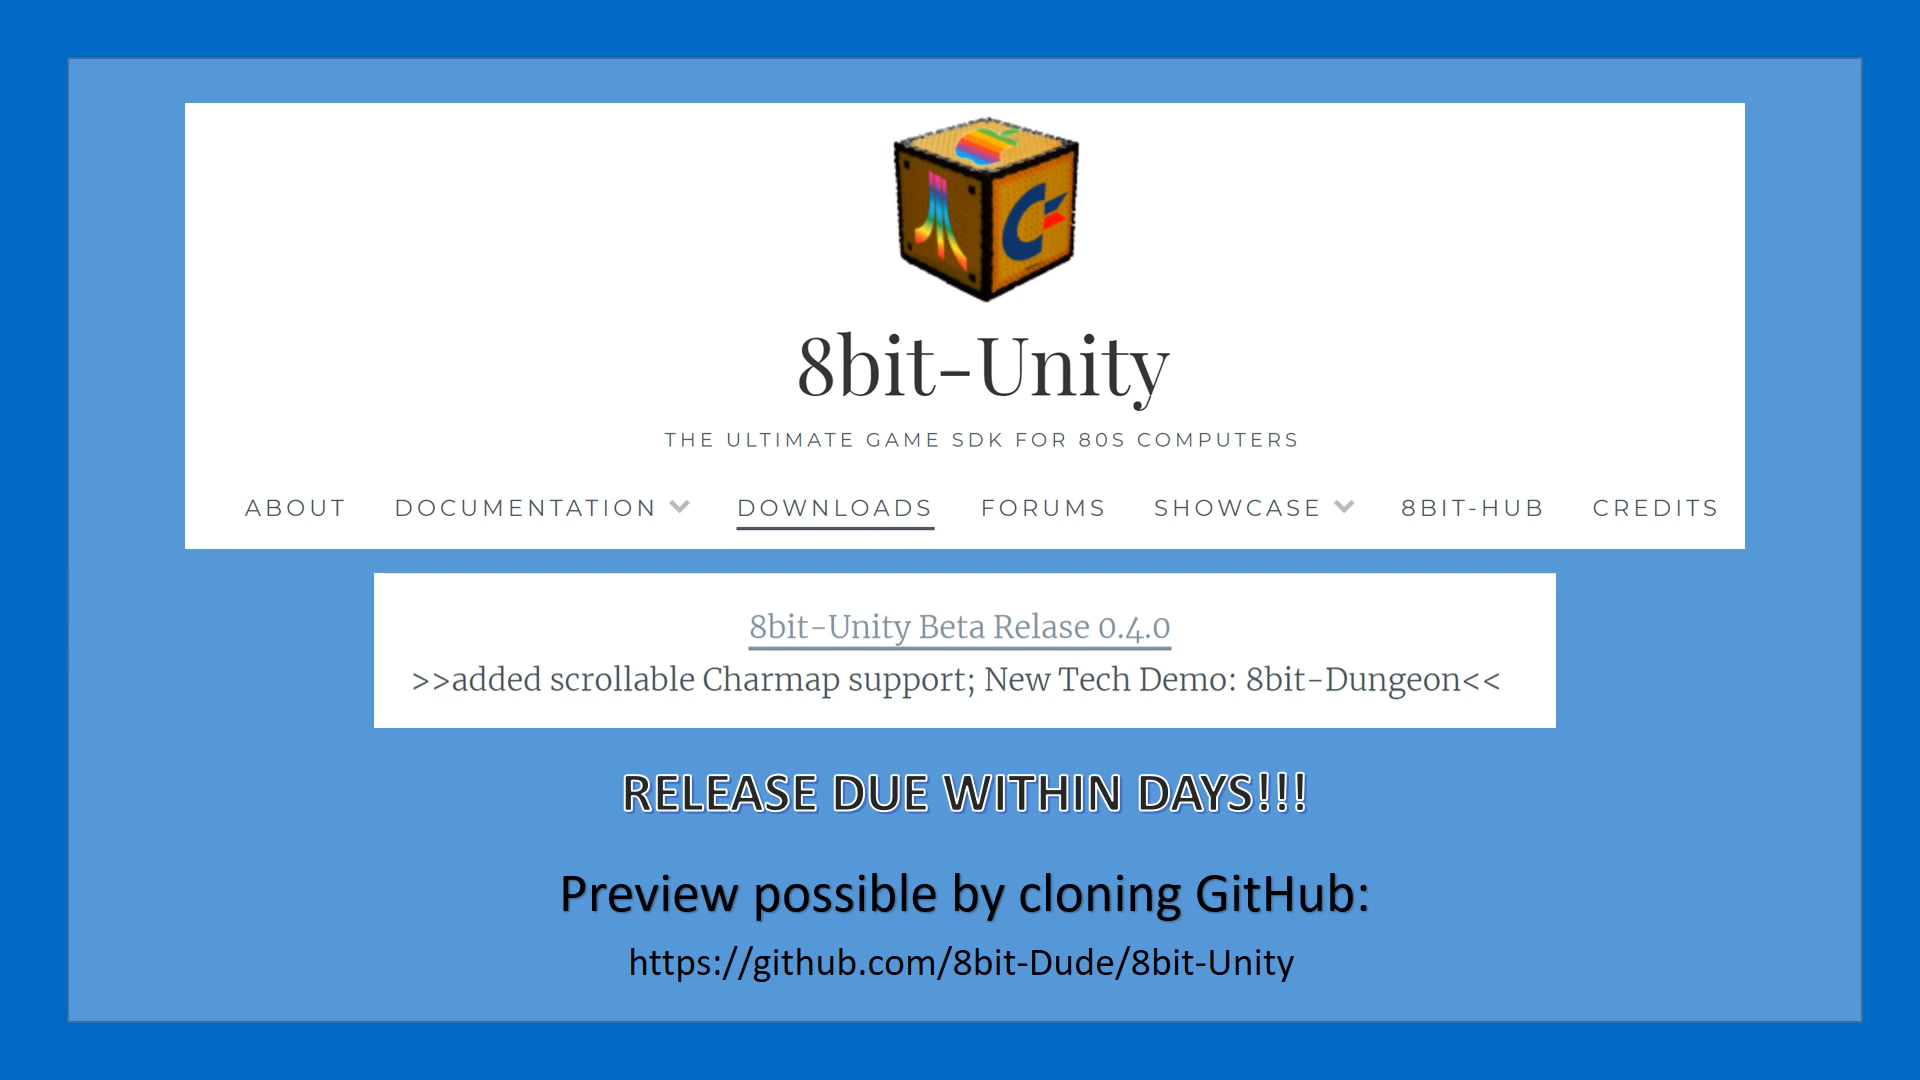 8bit-Unity
THE ULTIMATE GAME SDK FOR 80S COMPUTERS
ABOUT DOCUMENTATION DOWNLOADS FORUMS SHOWCASE 8BIT-HUB CREDITS
8bit-Unity Beta Relase 0.4.0
>>added scrollable Charmap support; New Tech Demo: 8bit-Dungeon<<
RELEASE DUE WITHIN DAYS!!!
Preview possible by cloning GitHub:
https://github.com/8bit-Dude/8bit-Unity